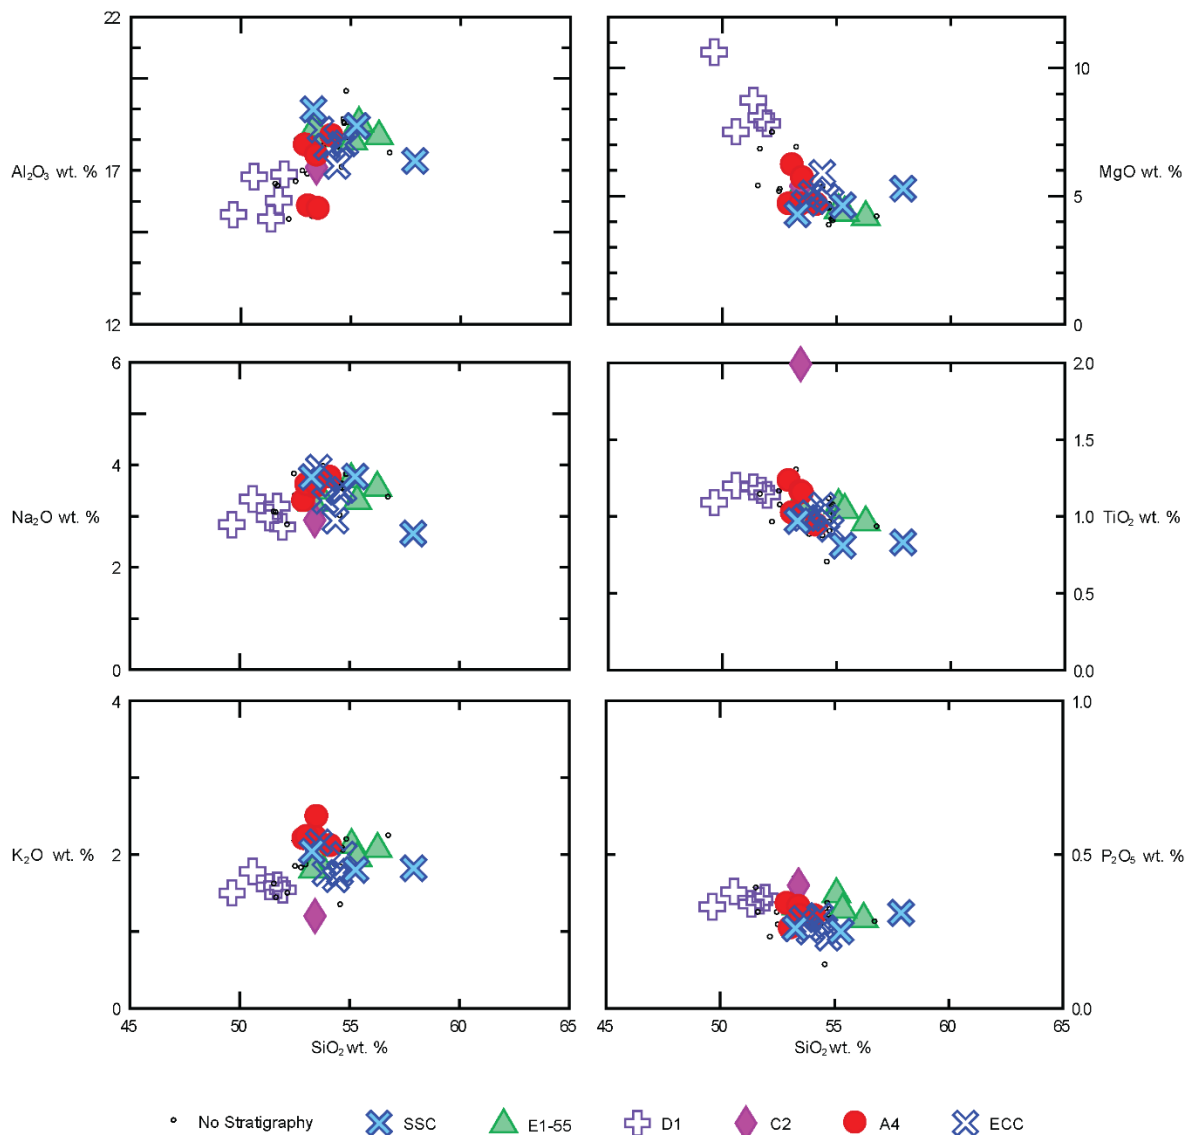 22
Al₂O₃ wt. %
17
12
10
MgO wt. %
5
0
6
4
Na₂O wt. %
2
0
2.0
1.5
TiO₂ wt. %
1.0
0.5
0.0
4
K₂O wt. %
2
0
45 50 55 60 65
SiO₂ wt. %
1.0
P₂O₅ wt. %
0.5
0.0
45 50 55 60 65
SiO₂ wt. %
No Stratigraphy SSC E1-55 D1 C2 A4 ECC